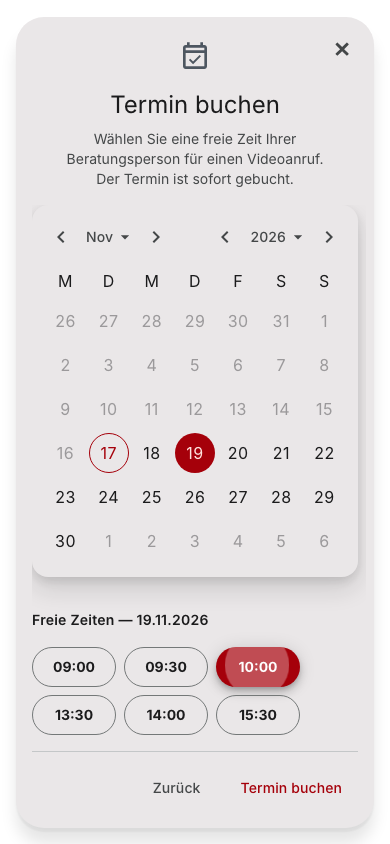 Termin buchen
Wählen Sie eine freie Zeit Ihrer
Beratungsperson für einen Videoanruf.
Der Termin ist sofort gebucht.
Nov 2026
M D M D F S S
26 27 28 29 30 31 1
2 3 4 5 6 7 8
9 10 11 12 13 14 15
16 17 18 19 20 21 22
23 24 25 26 27 28 29
30 1 2 3 4 5 6
Freie Zeiten — 19.11.2026
09:00 09:30 10:00
13:30 14:00 15:30
Zurück Termin buchen